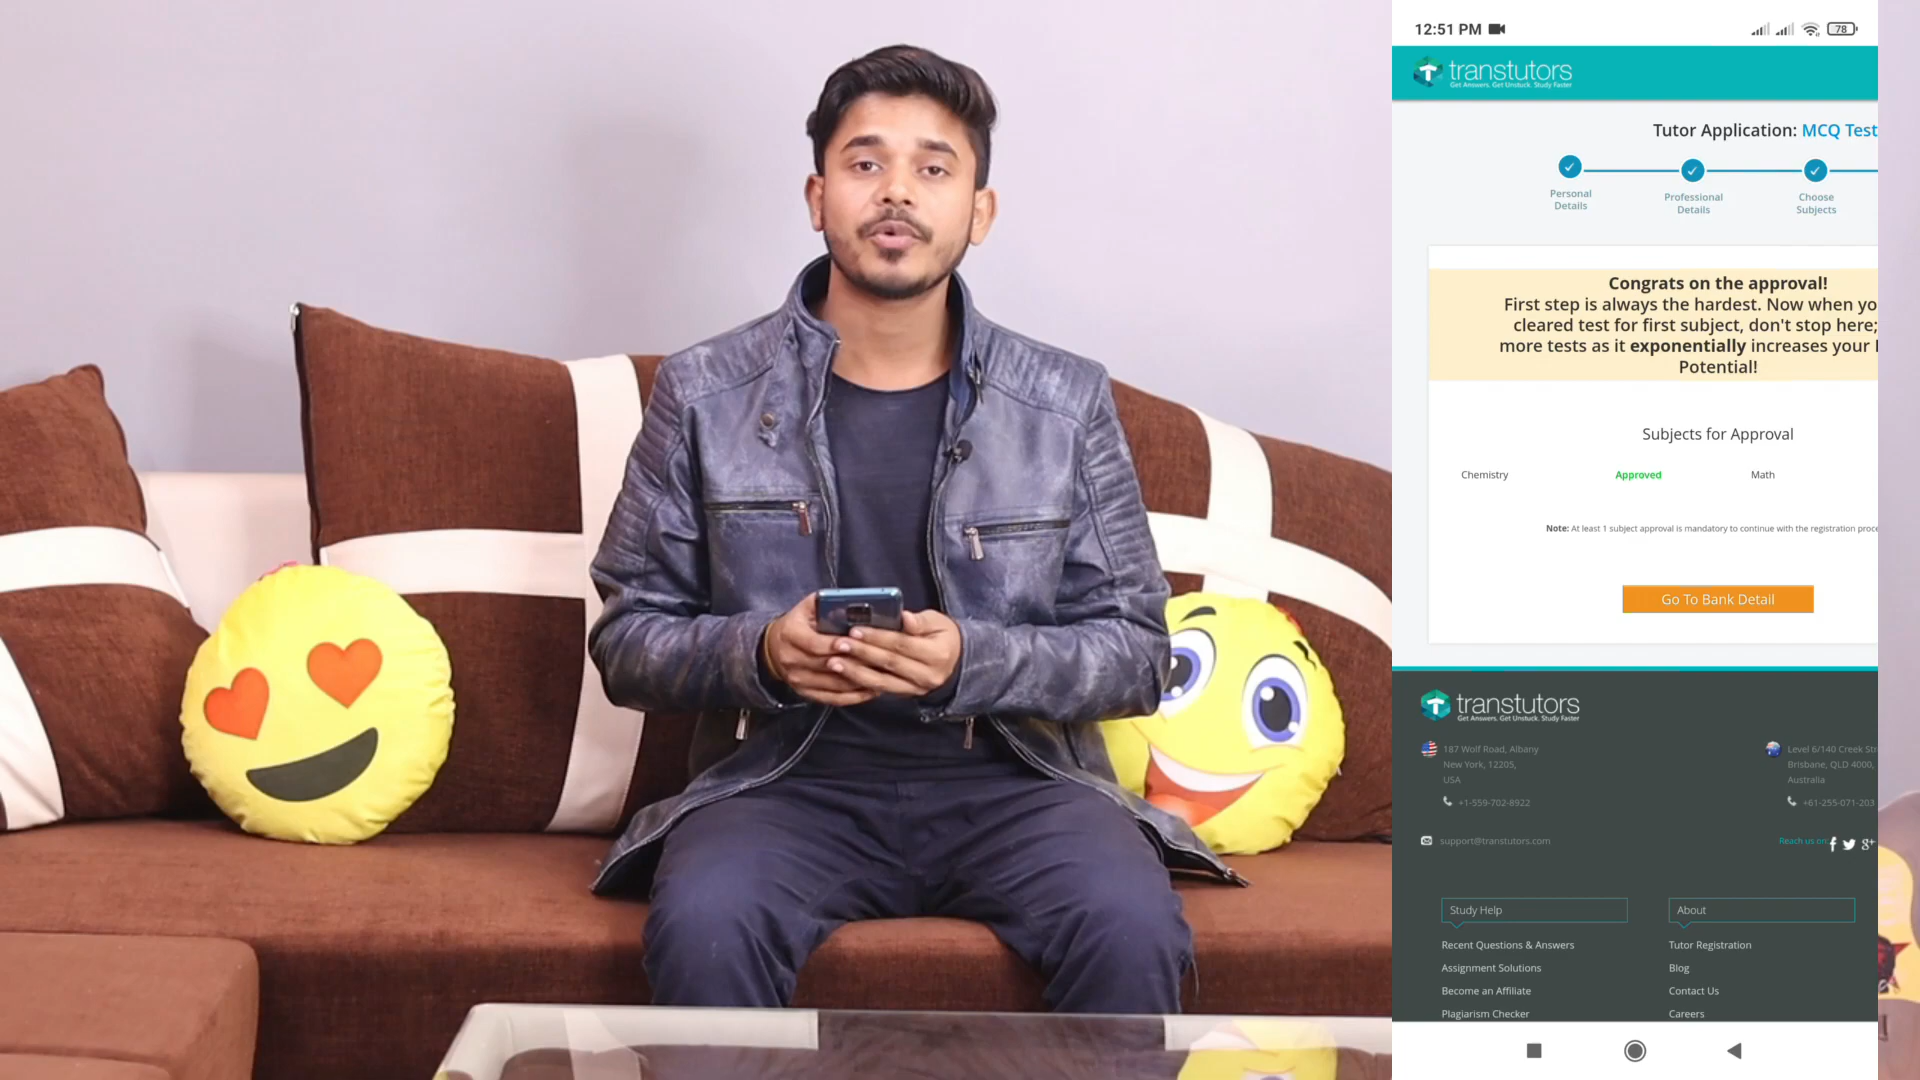 12:51 PM
78
transtutors
Get Answers. Get Unstuck. Study Faster
Tutor Application: MCQ Test
Personal
Details
Professional
Details
Choose
Subjects
Congrats on the approval!
First step is always the hardest. Now when yo
cleared test for first subject, don't stop here;
more tests as it exponentially increases your
Potential!
Subjects for Approval
Chemistry
Approved
Math
Note: At least 1 subject approval is mandatory to continue with the registration proce
Go To Bank Detail
transtutors
Get Answers. Get Unstuck. Study Faster
187 Wolf Road, Albany
New York, 12205,
USA
+1-559-702-8922
Level 6/140 Creek Str
Brisbane, QLD 4000,
Australia
+61-255-071-203
support@transtutors.com
Reach us on:
Study Help
About
Recent Questions & Answers
Tutor Registration
Assignment Solutions
Blog
Become an Affiliate
Contact Us
Plagiarism Checker
Careers